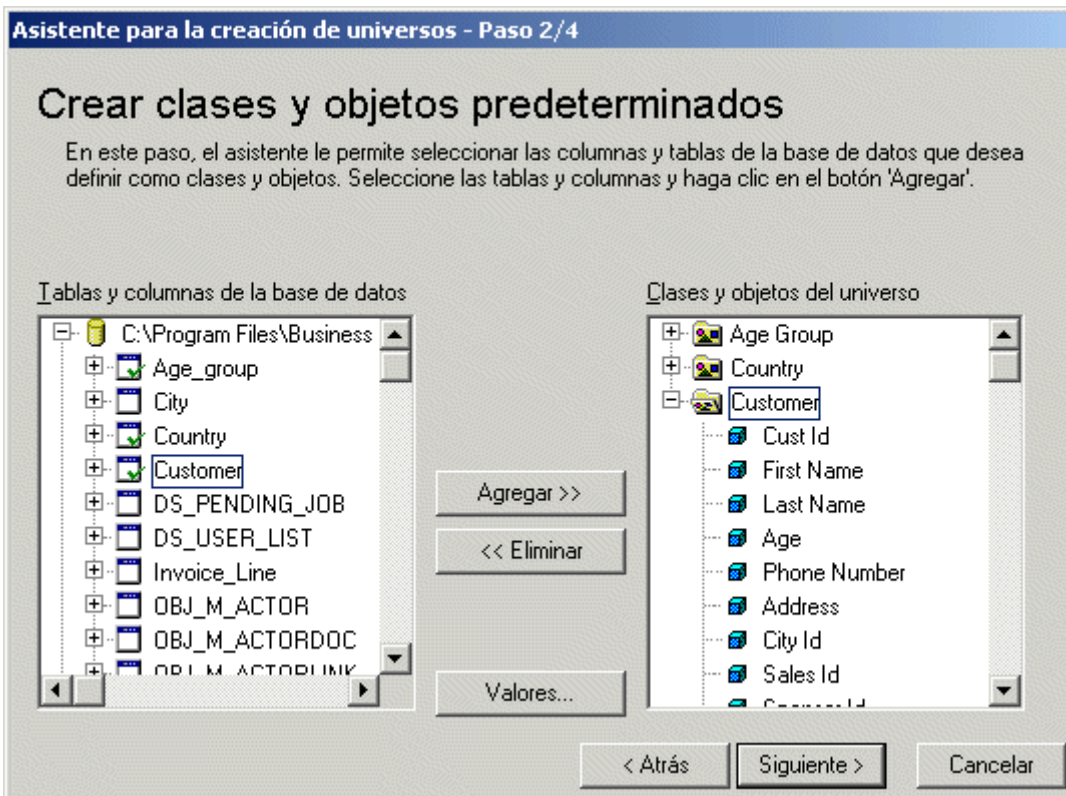 Asistente para la creación de universos - Paso 2/4
Crear clases y objetos predeterminados
En este paso, el asistente le permite seleccionar las columnas y tablas de la base de datos que desea
definir como clases y objetos. Seleccione las tablas y columnas y haga clic en el botón 'Agregar'.
Tablas y columnas de la base de datos
C:\Program Files\Business
Age_group
City
Country
Customer
DS_PENDING_JOB
DS_USER_LIST
Invoice_Line
OBJ_M_ACTOR
OBJ_M_ACTORDOC
OBJ_M_ACTORLINK
Agregar >>
<< Eliminar
Valores...
Clases y objetos del universo
Age Group
Country
Customer
Cust Id
First Name
Last Name
Age
Phone Number
Address
City Id
Sales Id
Sponsor Id
< Atrás
Siguiente >
Cancelar